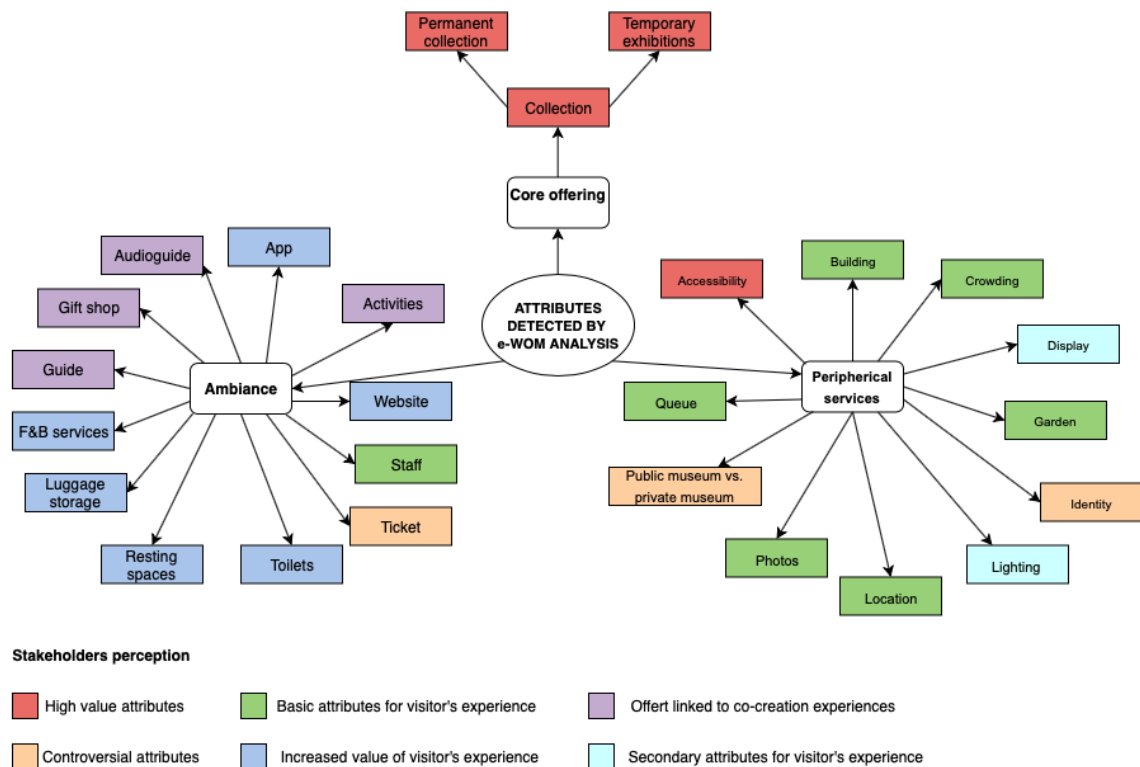 Permanent
collection
Temporary
exhibitions
Collection
Core offering
ATTRIBUTES
DETECTED BY
e-WOM ANALYSIS
Audioguide
App
Gift shop
Activities
Guide
Ambiance
Website
F&B services
Staff
Luggage
storage
Ticket
Resting
spaces
Toilets
Accessibility
Building
Crowding
Display
Peripherical
services
Queue
Garden
Public museum vs.
private museum
Identity
Photos
Lighting
Location
Stakeholders perception
High value attributes
Basic attributes for visitor's experience
Offert linked to co-creation experiences
Controversial attributes
Increased value of visitor's experience
Secondary attributes for visitor's experience